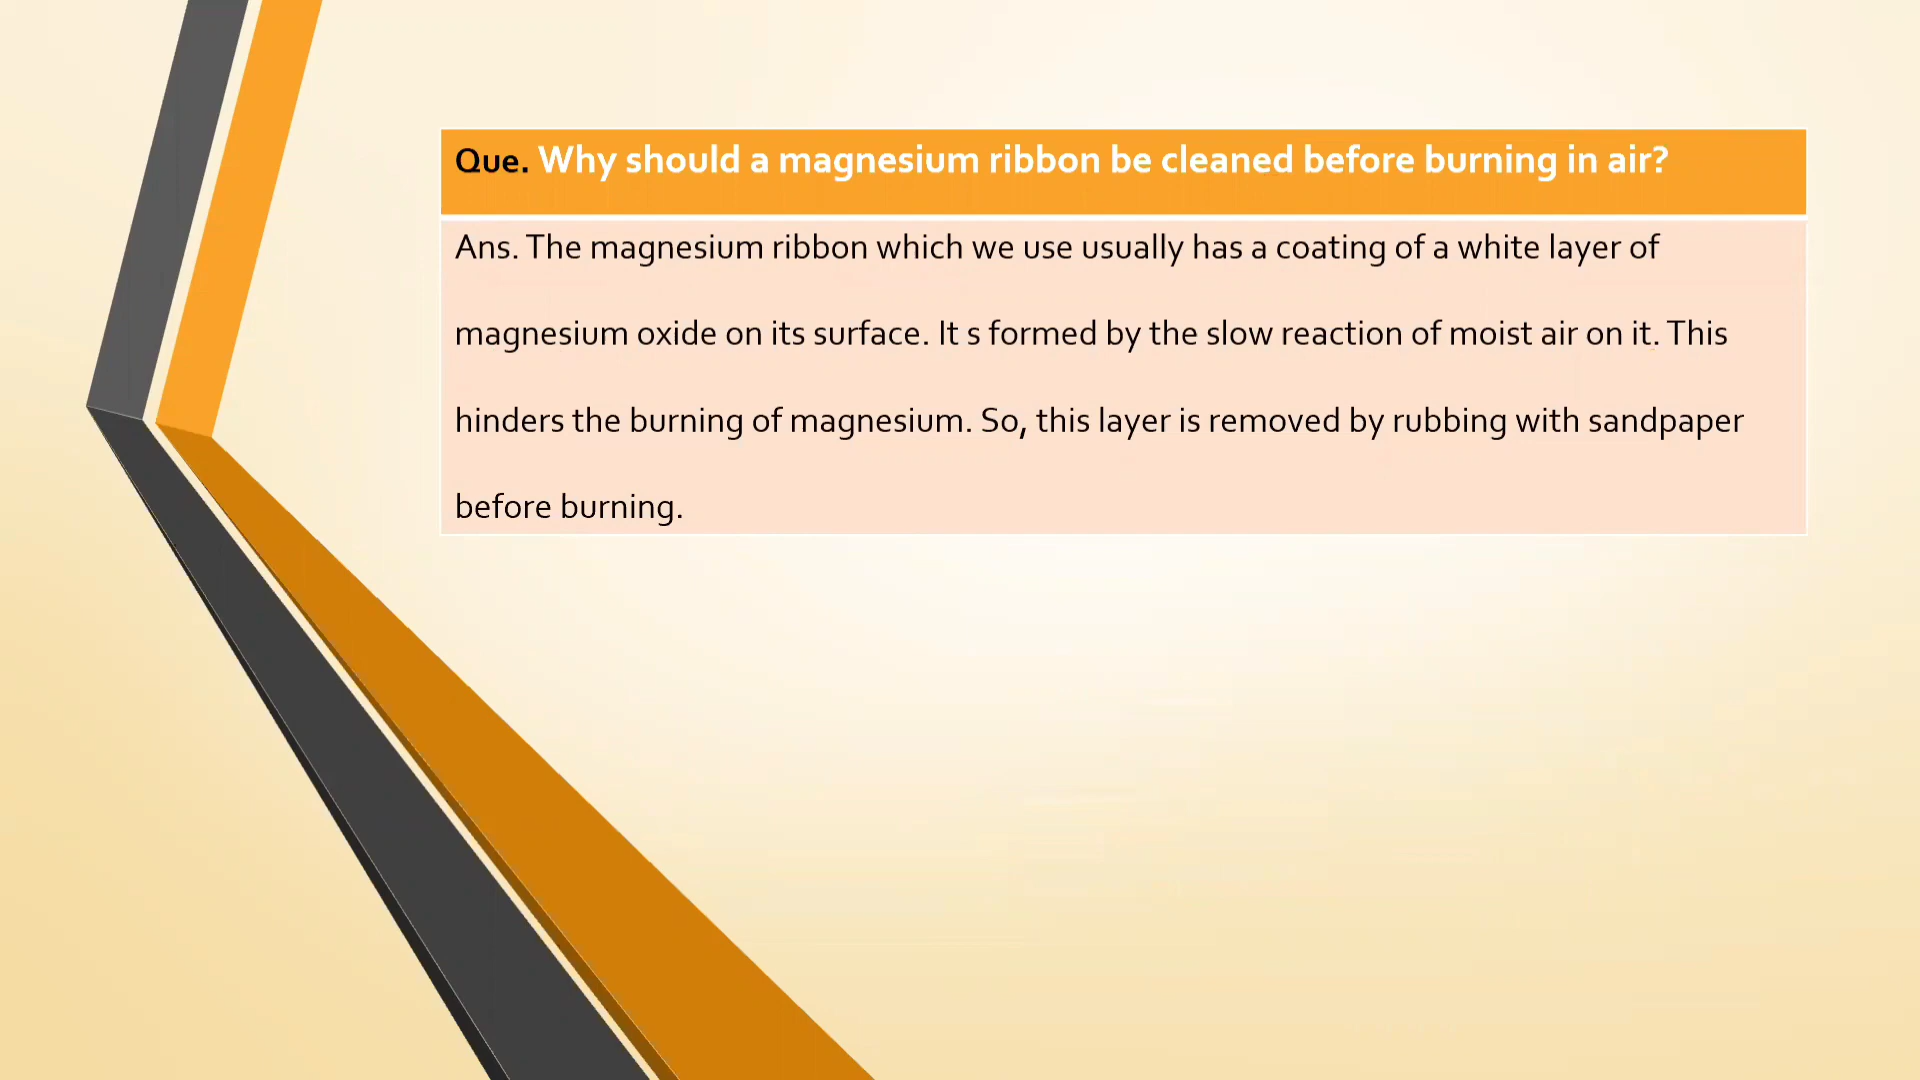 Que. Why should a magnesium ribbon be cleaned before burning in air?
Ans. The magnesium ribbon which we use usually has a coating of a white layer of
magnesium oxide on its surface. It s formed by the slow reaction of moist air on it. This
hinders the burning of magnesium. So, this layer is removed by rubbing with sandpaper
before burning.